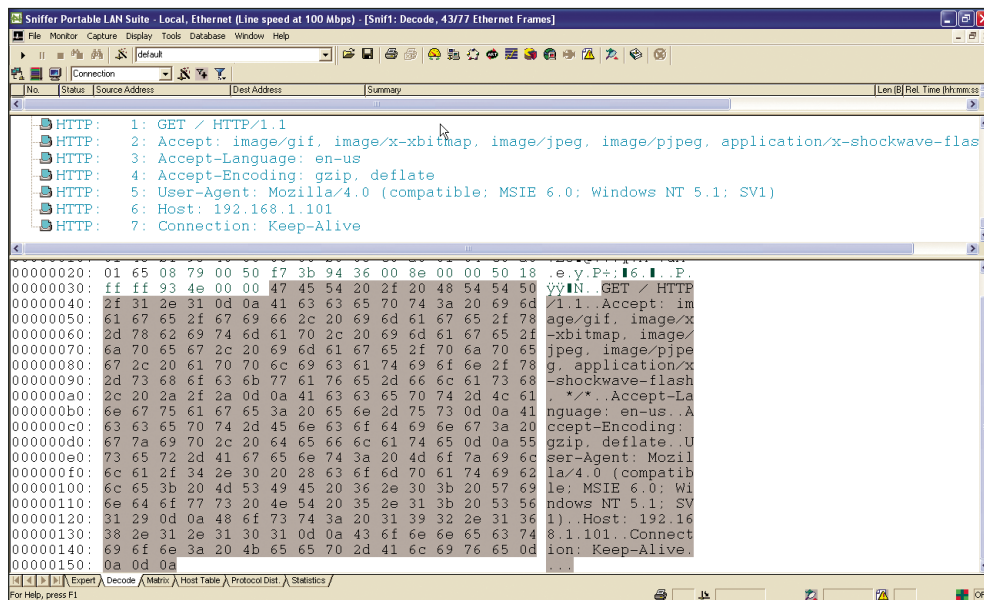 Sniffer Portable LAN Suite - Local, Ethernet (Line speed at 100 Mbps) - [Snif1: Decode, 43/77 Ethernet Frames]
File Monitor Capture Display Tools Database Window Help
default
Connection
No. Status Source Address Dest Address Summary Len (B) Rel. Time (hh:mm:ss
HTTP: 1: GET / HTTP/1.1
HTTP: 2: Accept: image/gif, image/x-xbitmap, image/jpeg, image/pjpeg, application/x-shockwave-flas
HTTP: 3: Accept-Language: en-us
HTTP: 4: Accept-Encoding: gzip, deflate
HTTP: 5: User-Agent: Mozilla/4.0 (compatible; MSIE 6.0; Windows NT 5.1; SV1)
HTTP: 6: Host: 192.168.1.101
HTTP: 7: Connection: Keep-Alive
00000020: 01 65 08 79 00 50 f7 3b 94 36 00 8e 00 00 50 18 .e.y.P÷;▮6.▮..P.
00000030: ff ff 93 4e 00 00 47 45 54 20 2f 20 48 54 54 50 ÿÿ▮N..GET / HTTP
00000040: 2f 31 2e 31 0d 0a 41 63 63 65 70 74 3a 20 69 6d /1.1..Accept: im
00000050: 61 67 65 2f 67 69 66 2c 20 69 6d 61 67 65 2f 78 age/gif, image/x
00000060: 2d 78 62 69 74 6d 61 70 2c 20 69 6d 61 67 65 2f -xbitmap, image/
00000070: 6a 70 65 67 2c 20 69 6d 61 67 65 2f 70 6a 70 65 jpeg, image/pjpe
00000080: 67 2c 20 61 70 70 6c 69 63 61 74 69 6f 6e 2f 78 g, application/x
00000090: 2d 73 68 6f 63 6b 77 61 76 65 2d 66 6c 61 73 68 -shockwave-flash
000000a0: 2c 20 2a 2f 2a 0d 0a 41 63 63 65 70 74 2d 4c 61 , */*..Accept-La
000000b0: 6e 67 75 61 67 65 3a 20 65 6e 2d 75 73 0d 0a 41 nguage: en-us..A
000000c0: 63 63 65 70 74 2d 45 6e 63 6f 64 69 6e 67 3a 20 ccept-Encoding:
000000d0: 67 7a 69 70 2c 20 64 65 66 6c 61 74 65 0d 0a 55 gzip, deflate..U
000000e0: 73 65 72 2d 41 67 65 6e 74 3a 20 4d 6f 7a 69 6c ser-Agent: Mozil
000000f0: 6c 61 2f 34 2e 30 20 28 63 6f 6d 70 61 74 69 62 la/4.0 (compatib
00000100: 6c 65 3b 20 4d 53 49 45 20 36 2e 30 3b 20 57 69 le; MSIE 6.0; Wi
00000110: 6e 64 6f 77 73 20 4e 54 20 35 2e 31 3b 20 53 56 ndows NT 5.1; SV
00000120: 31 29 0d 0a 48 6f 73 74 3a 20 31 39 32 2e 31 36 1)..Host: 192.16
00000130: 38 2e 31 2e 31 30 31 0d 0a 43 6f 6e 6e 65 63 74 8.1.101..Connect
00000140: 69 6f 6e 3a 20 4b 65 65 70 2d 41 6c 69 76 65 0d ion: Keep-Alive.
00000150: 0a 0d 0a ...
Expert Decode Matrix Host Table Protocol Dist. Statistics
For Help, press F1